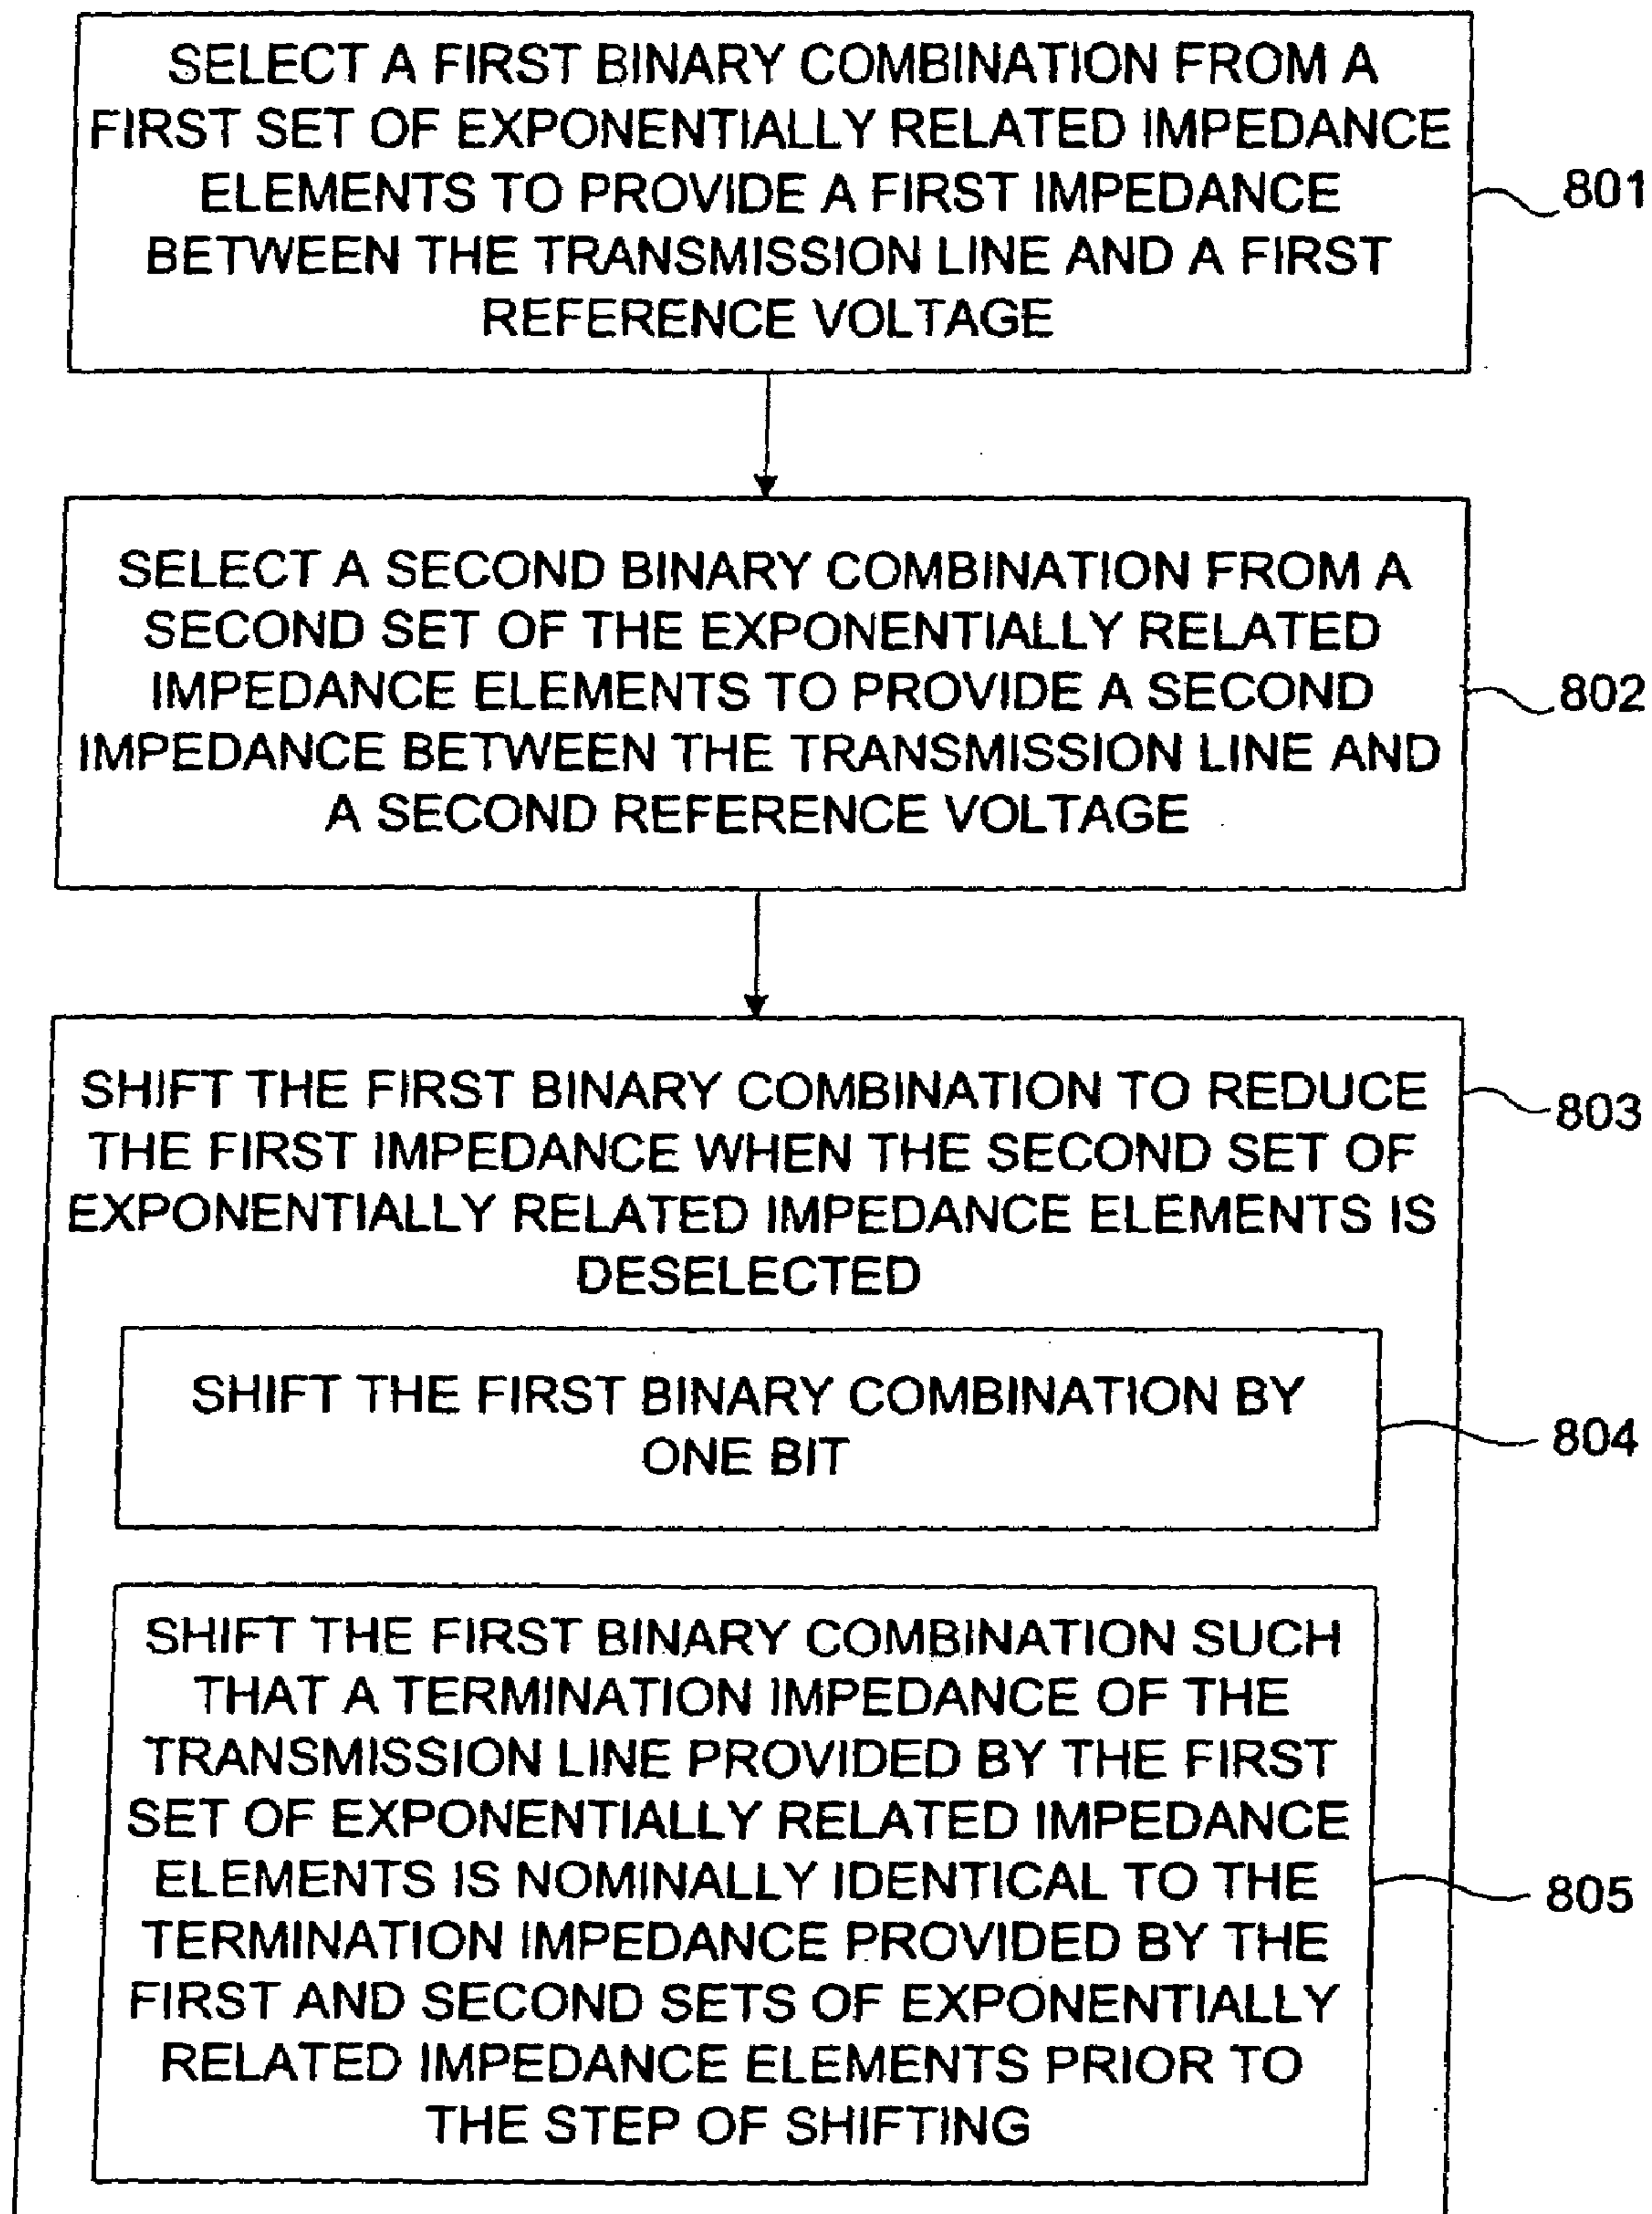 SELECT A FIRST BINARY COMBINATION FROM A
FIRST SET OF EXPONENTIALLY RELATED IMPEDANCE
ELEMENTS TO PROVIDE A FIRST IMPEDANCE
BETWEEN THE TRANSMISSION LINE AND A FIRST
REFERENCE VOLTAGE
801
SELECT A SECOND BINARY COMBINATION FROM A
SECOND SET OF THE EXPONENTIALLY RELATED
IMPEDANCE ELEMENTS TO PROVIDE A SECOND
IMPEDANCE BETWEEN THE TRANSMISSION LINE AND
A SECOND REFERENCE VOLTAGE
802
SHIFT THE FIRST BINARY COMBINATION TO REDUCE
THE FIRST IMPEDANCE WHEN THE SECOND SET OF
EXPONENTIALLY RELATED IMPEDANCE ELEMENTS IS
DESELECTED
803
SHIFT THE FIRST BINARY COMBINATION BY
ONE BIT
804
SHIFT THE FIRST BINARY COMBINATION SUCH
THAT A TERMINATION IMPEDANCE OF THE
TRANSMISSION LINE PROVIDED BY THE FIRST
SET OF EXPONENTIALLY RELATED IMPEDANCE
ELEMENTS IS NOMINALLY IDENTICAL TO THE
TERMINATION IMPEDANCE PROVIDED BY THE
FIRST AND SECOND SETS OF EXPONENTIALLY
RELATED IMPEDANCE ELEMENTS PRIOR TO
THE STEP OF SHIFTING
805